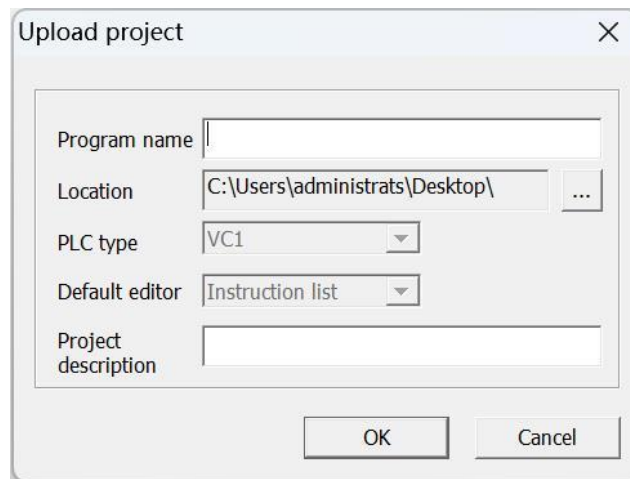 Upload project
Program name
Location C:\Users\administrats\Desktop\ ...
PLC type VC1
Default editor Instruction list
Project
description
OK Cancel